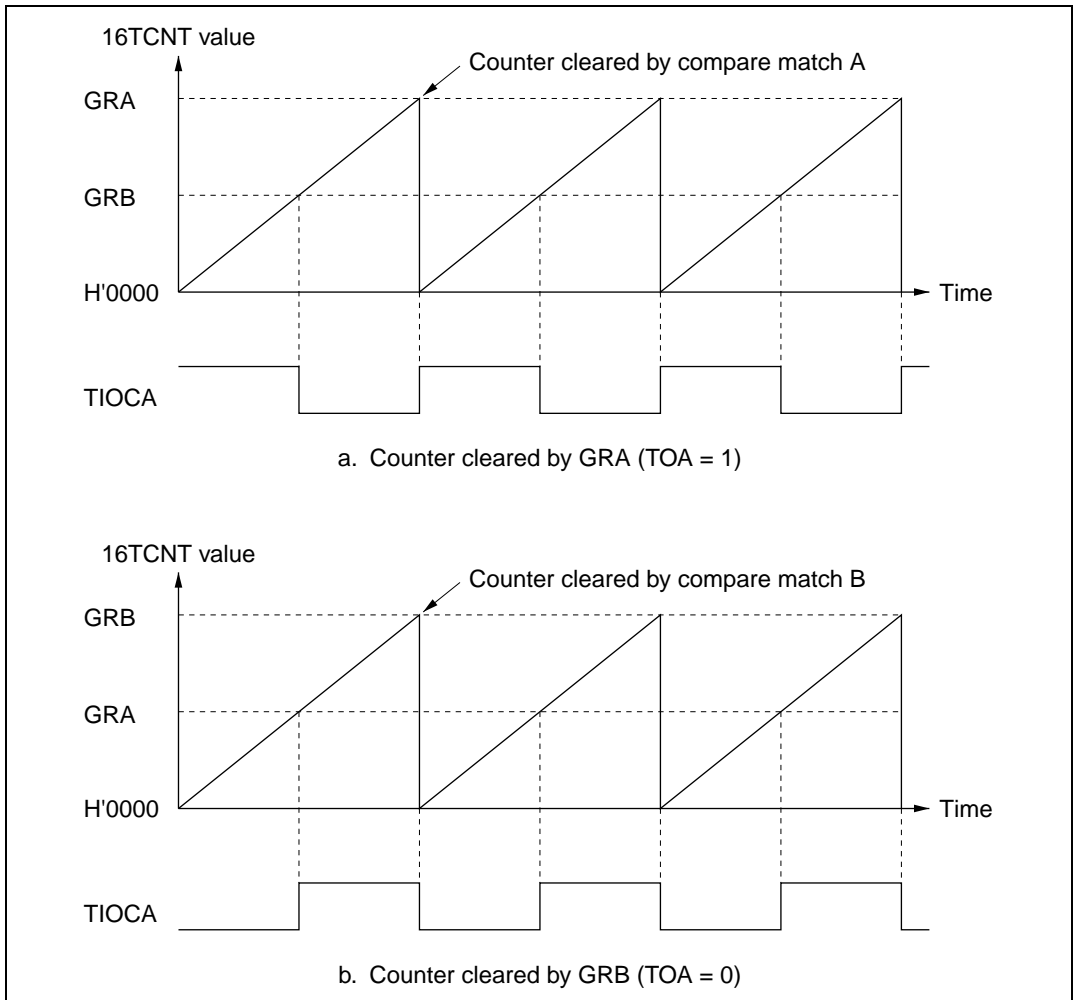 16TCNT value
Counter cleared by compare match A
GRA
GRB
H'0000
Time
TIOCA
a. Counter cleared by GRA (TOA = 1)
16TCNT value
Counter cleared by compare match B
GRB
GRA
H'0000
Time
TIOCA
b. Counter cleared by GRB (TOA = 0)